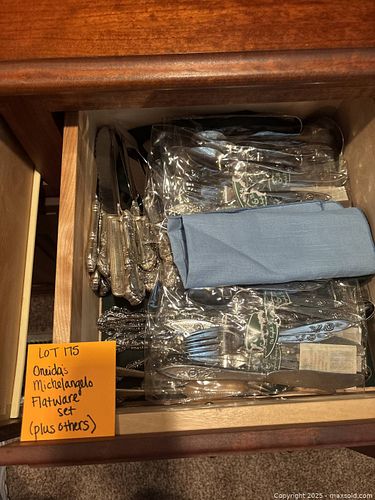 LOT 175
Oneida's
Michelangelo
Flatware
set
(plus others)
Copyright 2025 - maxsold.com